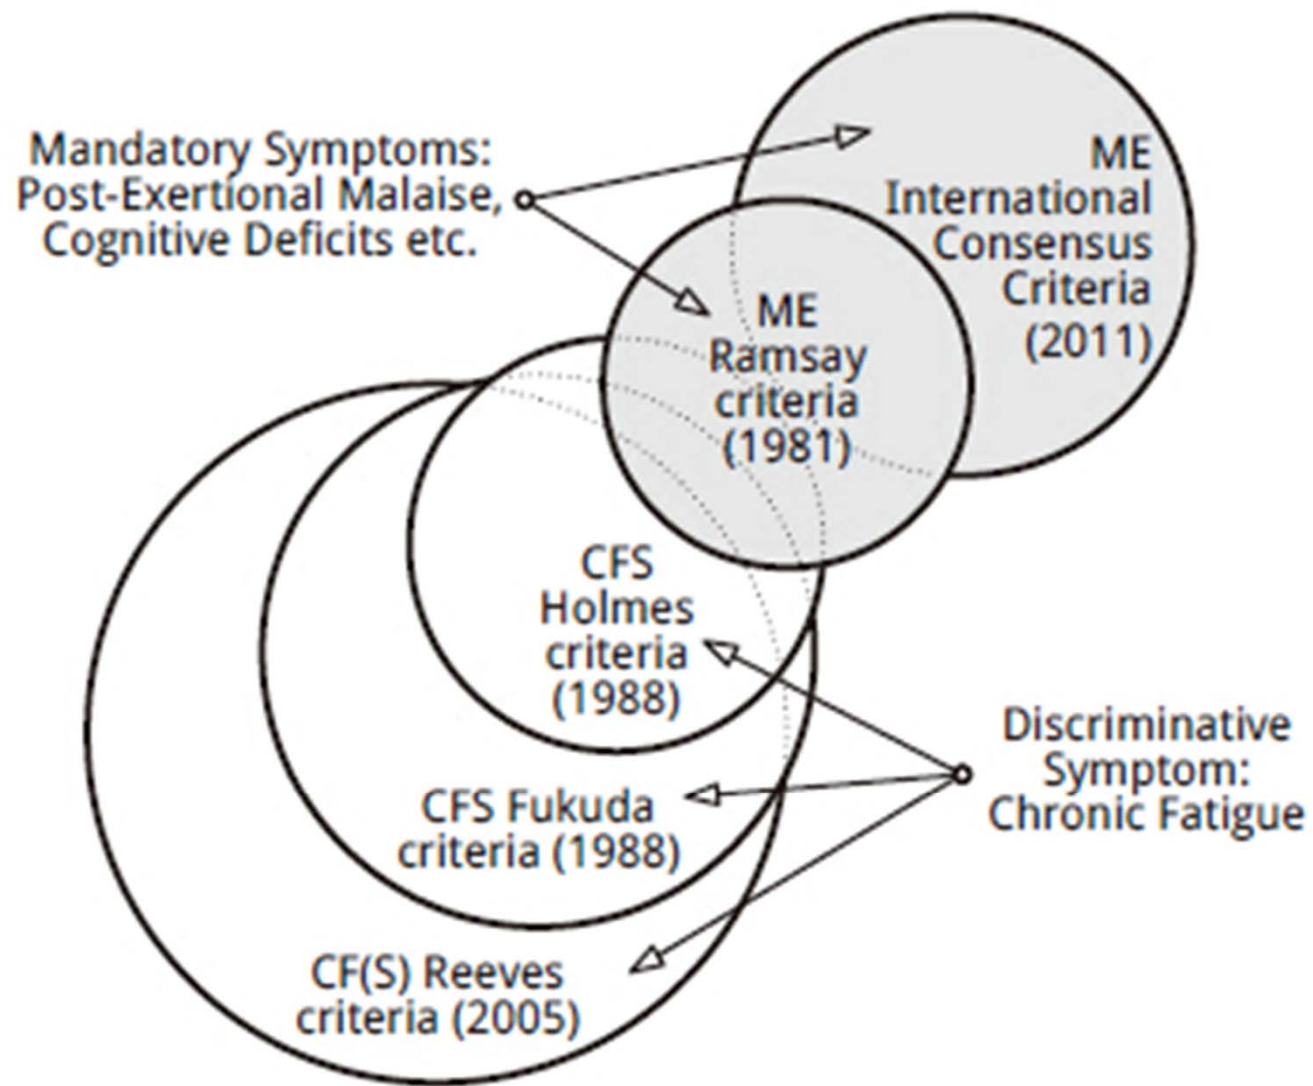 Mandatory Symptoms:
Post-Exertional Malaise,
Cognitive Deficits etc.
ME
International
Consensus
Criteria
(2011)
ME
Ramsay
criteria
(1981)
CFS
Holmes
criteria
(1988)
Discriminative
Symptom:
Chronic Fatigue
CFS Fukuda
criteria (1988)
CF(S) Reeves
criteria (2005)